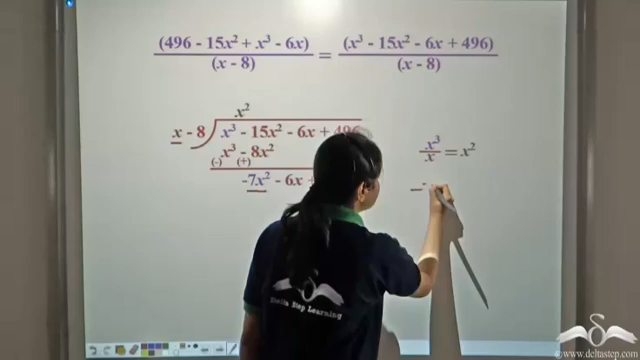 (496 - 15x² + x³ - 6x) / (x - 8) = (x³ - 15x² - 6x + 496) / (x - 8)
x²
x - 8 ) x³ - 15x² - 6x + 496
x³ - 8x²
(-) (+)
-7x² - 6x +
x³ / x = x²
-
Delta Step Learning
©www.deltastep.com